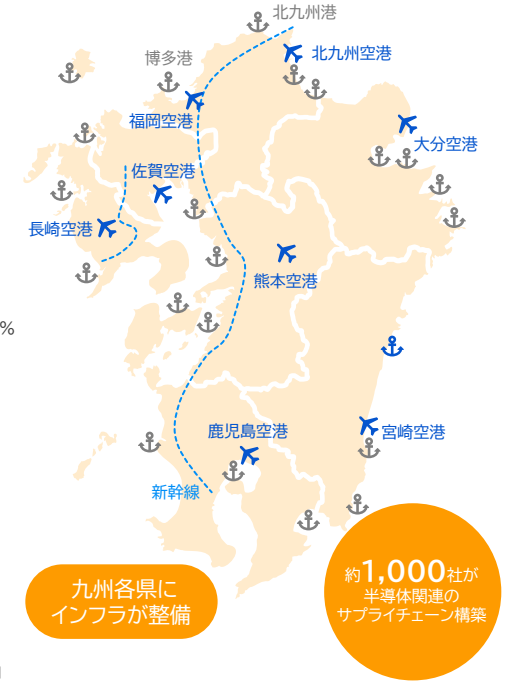 北九州港
北九州空港
博多港
福岡空港
大分空港
佐賀空港
長崎空港
熊本空港
%
鹿児島空港
宮崎空港
新幹線
九州各県に
インフラが整備
約1,000社が
半導体関連の
サプライチェーン構築